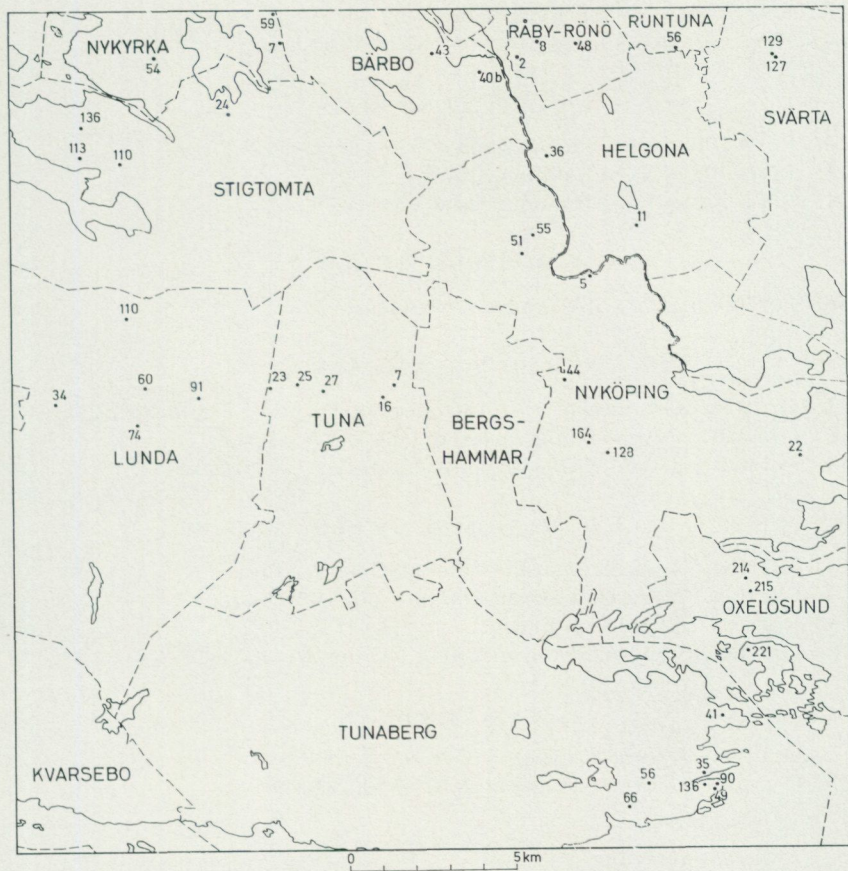 59 RÅBY-RÖNÖ RUNTUNA
NYKYRKA 7 43 8 48 56 129
54 BÄRBO 2 127
40b
24 SVÄRTA
136
113 110 36 HELGONA
STIGTOMTA
11
55
51
5
110
34 60 91 23 25 27 7 44
16 NYKÖPING
TUNA BERGS-
74 164
LUNDA HAMMAR 128 22
214
215
OXELÖSUND
221
41
TUNABERG
KVARSEBO 35
56 136 90
66 49
0 5 km